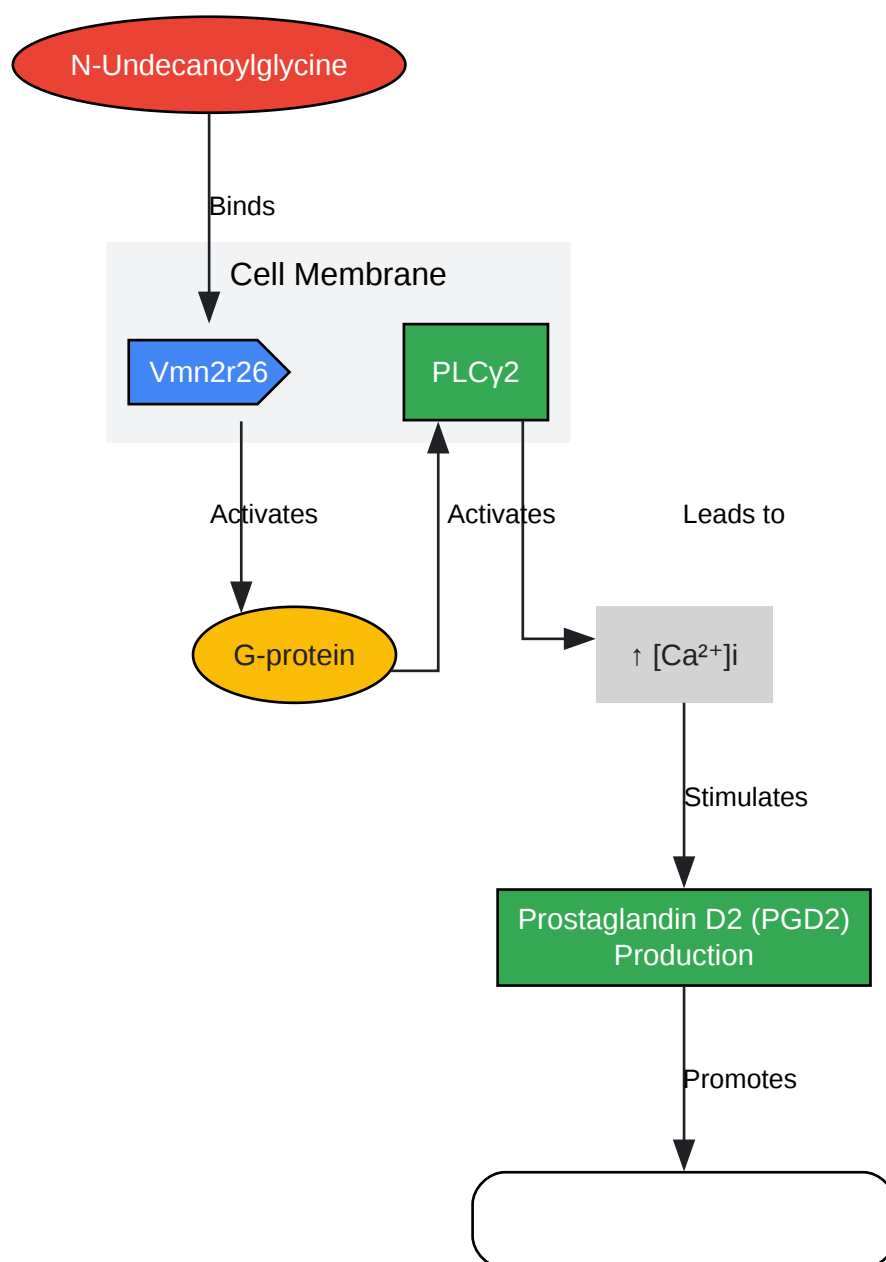 N-Undecanoylglycine
Binds
Cell Membrane
Vmn2r26
PLCγ2
Activates
Activates
Leads to
G-protein
↑ [Ca²⁺]i
Stimulates
Prostaglandin D2 (PGD2)
Production
Promotes